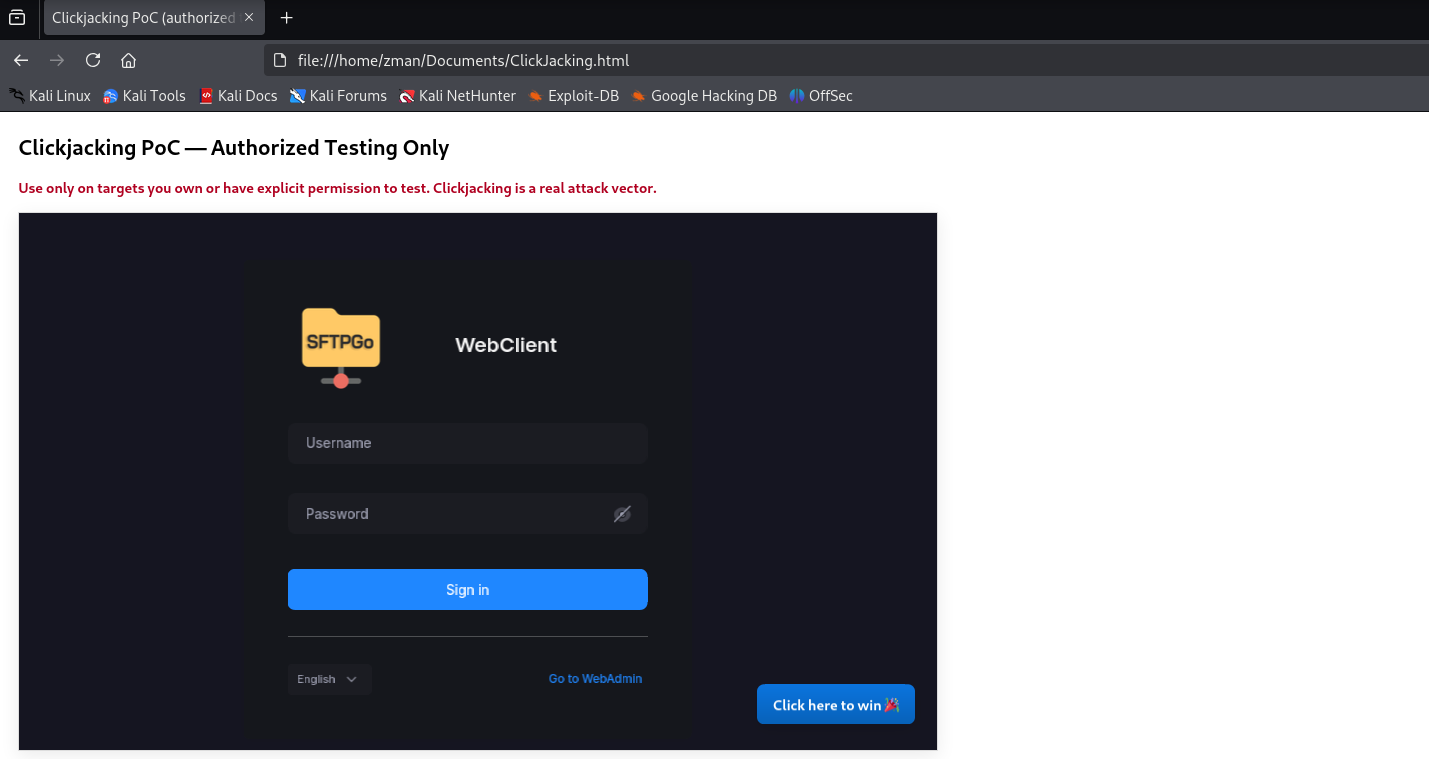 Clickjacking PoC (authorized
file:///home/zman/Documents/ClickJacking.html
Kali Linux Kali Tools Kali Docs Kali Forums Kali NetHunter Exploit-DB Google Hacking DB OffSec
Clickjacking PoC — Authorized Testing Only
Use only on targets you own or have explicit permission to test. Clickjacking is a real attack vector.
SFTPGo
WebClient
Username
Password
Sign in
English
Go to WebAdmin
Click here to win 🎉